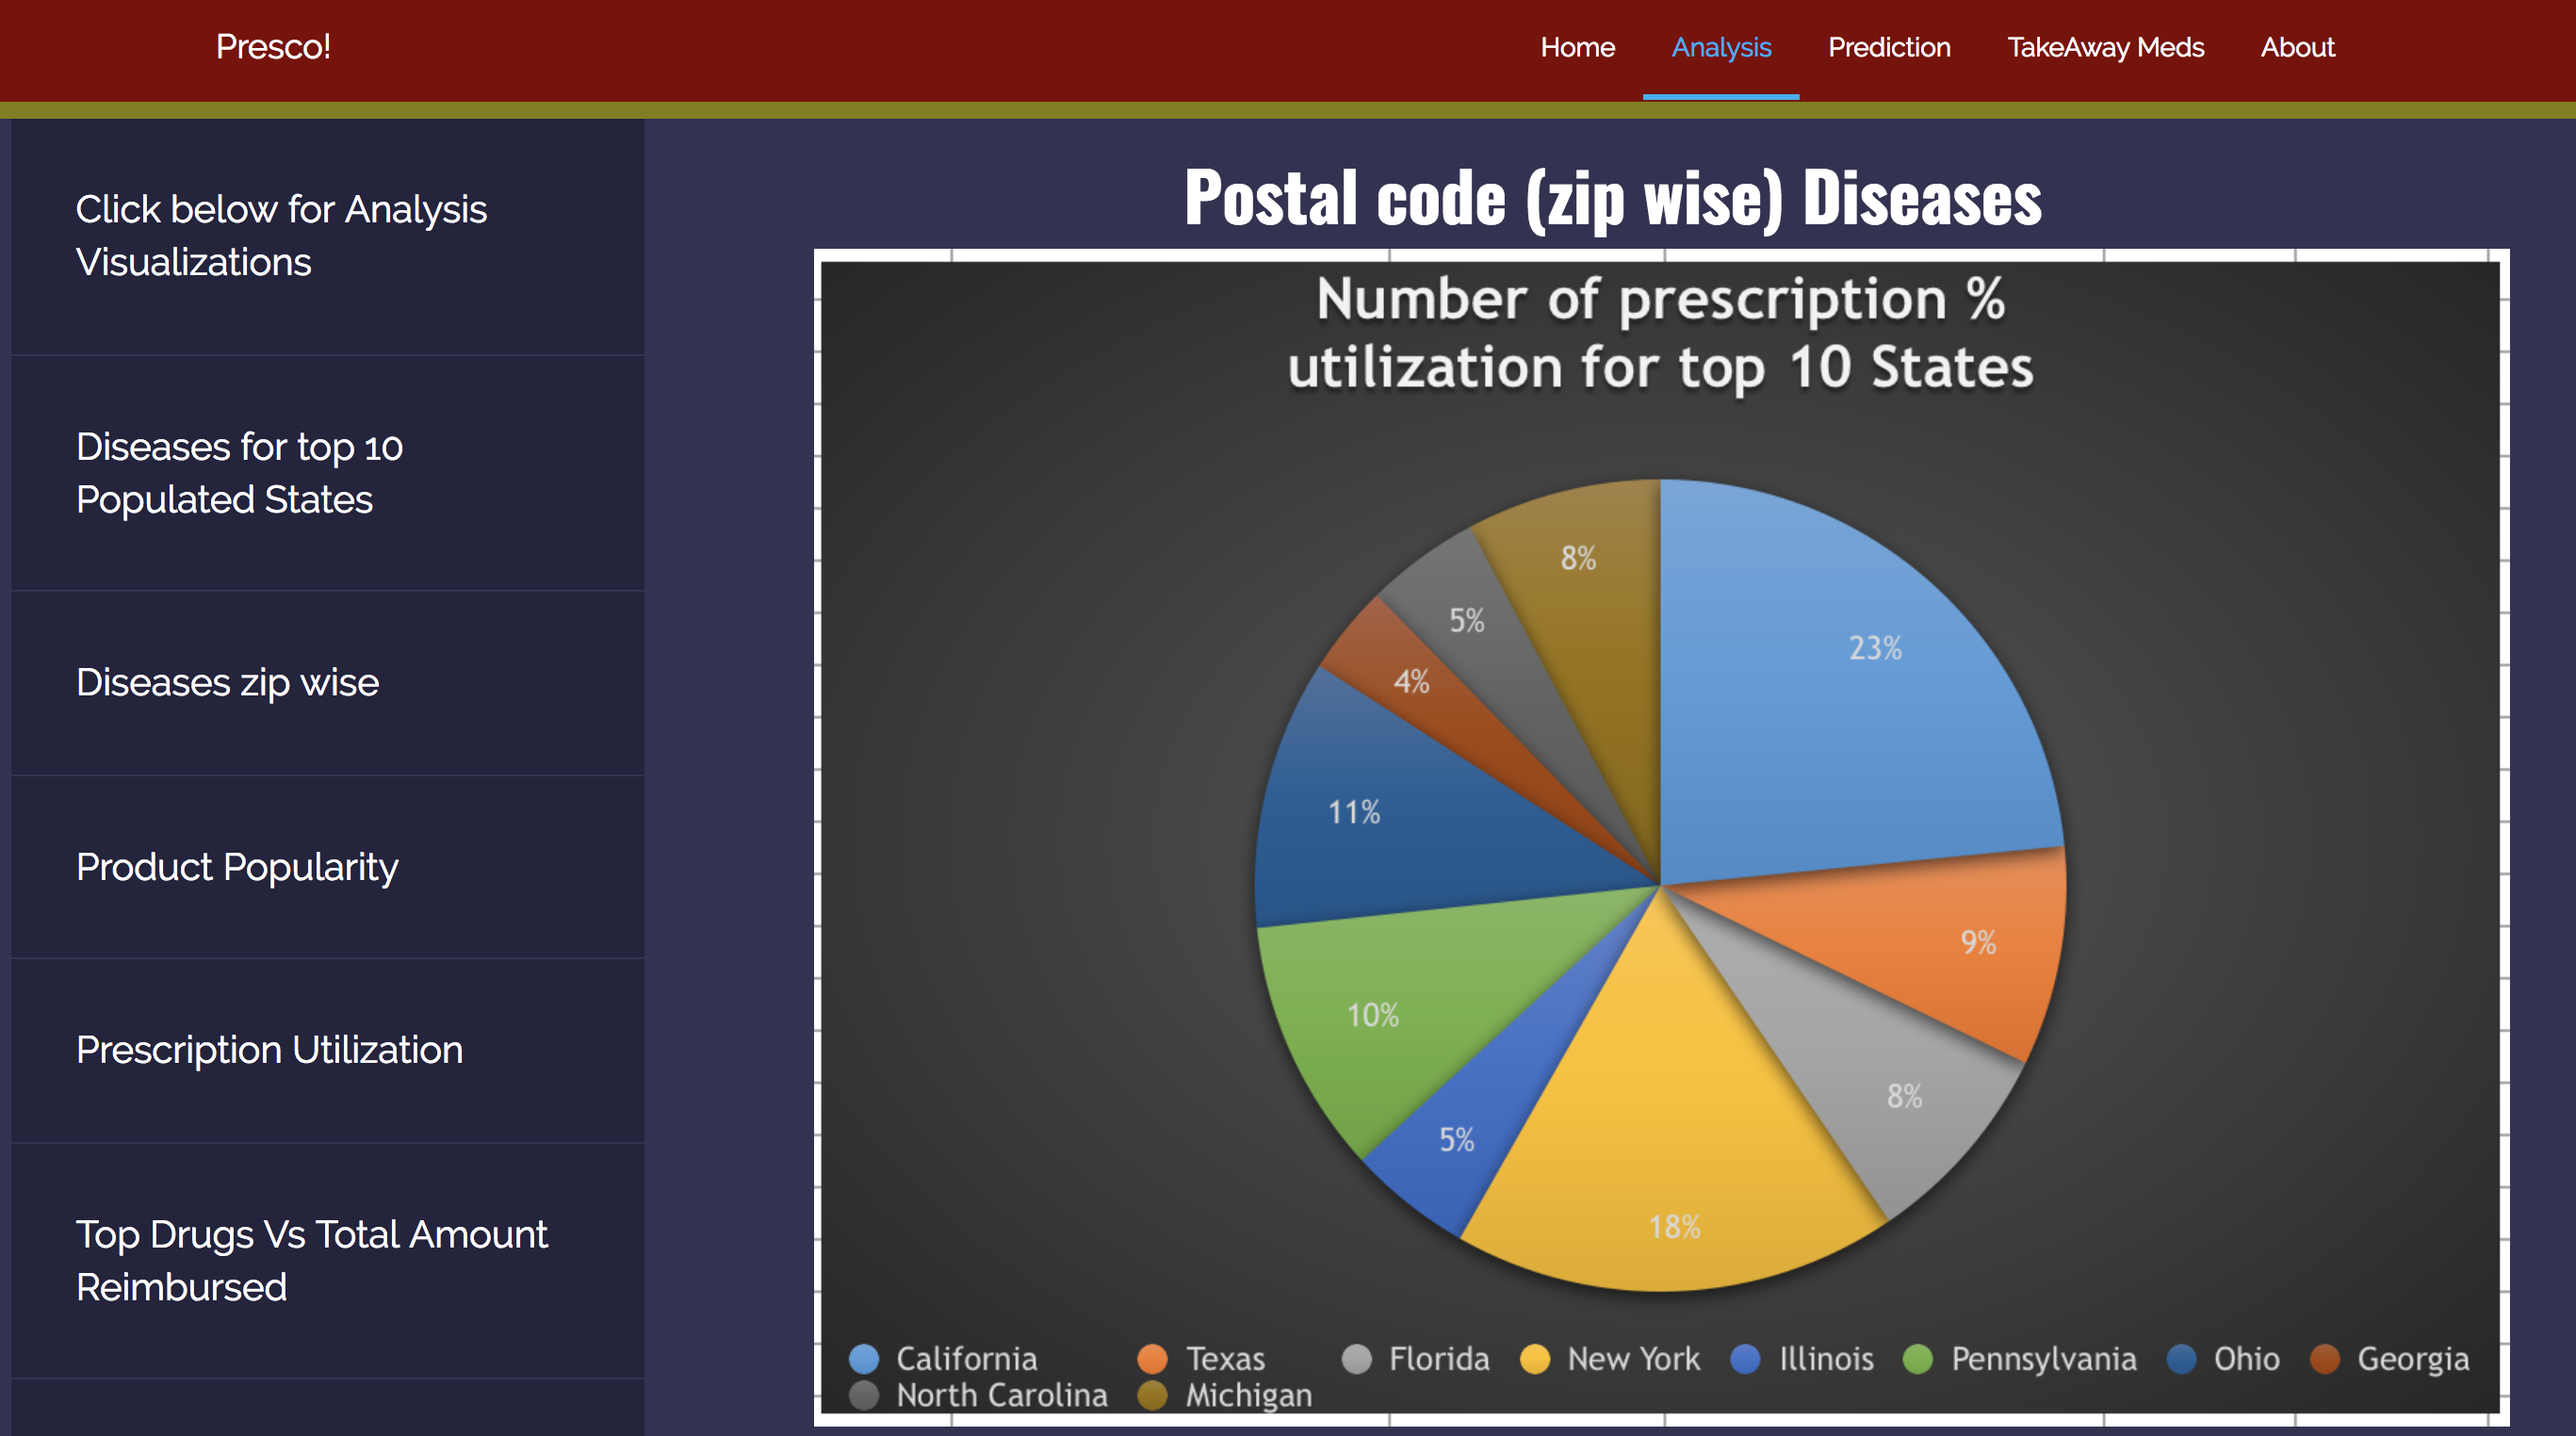 Presco!
Home Analysis Prediction TakeAway Meds About
Click below for Analysis
Visualizations
Diseases for top 10
Populated States
Diseases zip wise
Product Popularity
Prescription Utilization
Top Drugs Vs Total Amount
Reimbursed
Postal code (zip wise) Diseases
Number of prescription %
utilization for top 10 States
23%
9%
8%
18%
5%
10%
11%
4%
5%
8%
California Texas Florida New York Illinois Pennsylvania Ohio Georgia
North Carolina Michigan